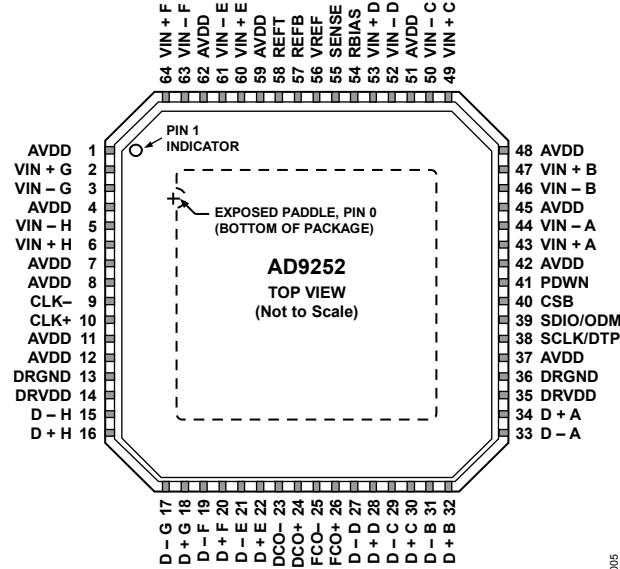 64 VIN + F
63 VIN – F
62 AVDD
61 VIN – E
60 VIN + E
59 AVDD
58 REFT
57 REFB
56 VREF
55 SENSE
54 RBIAS
53 VIN + D
52 VIN – D
51 AVDD
50 VIN – C
49 VIN + C
PIN 1
INDICATOR
AVDD 1
VIN + G 2
VIN – G 3
AVDD 4
VIN – H 5
VIN + H 6
AVDD 7
AVDD 8
CLK– 9
CLK+ 10
AVDD 11
AVDD 12
DRGND 13
DRVDD 14
D – H 15
D + H 16
EXPOSED PADDLE, PIN 0
(BOTTOM OF PACKAGE)
AD9252
TOP VIEW
(Not to Scale)
48 AVDD
47 VIN + B
46 VIN – B
45 AVDD
44 VIN – A
43 VIN + A
42 AVDD
41 PDWN
40 CSB
39 SDIO/ODM
38 SCLK/DTP
37 AVDD
36 DRGND
35 DRVDD
34 D + A
33 D – A
D – G 17
D + G 18
D – F 19
D + F 20
D – E 21
D + E 22
DCO– 23
DCO+ 24
FCO– 25
FCO+ 26
D – D 27
D + D 28
D – C 29
D + C 30
D – B 31
D + B 32
005